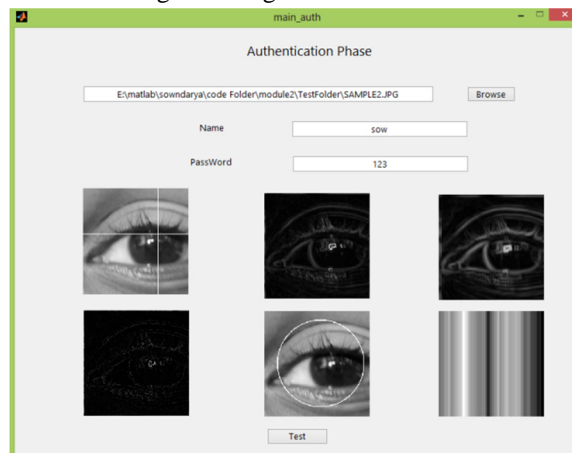 main_auth
Authentication Phase
E:\matlab\sowndarya\code Folder\module2\TestFolder\SAMPLE2.JPG
Browse
Name
sow
PassWord
123
Test